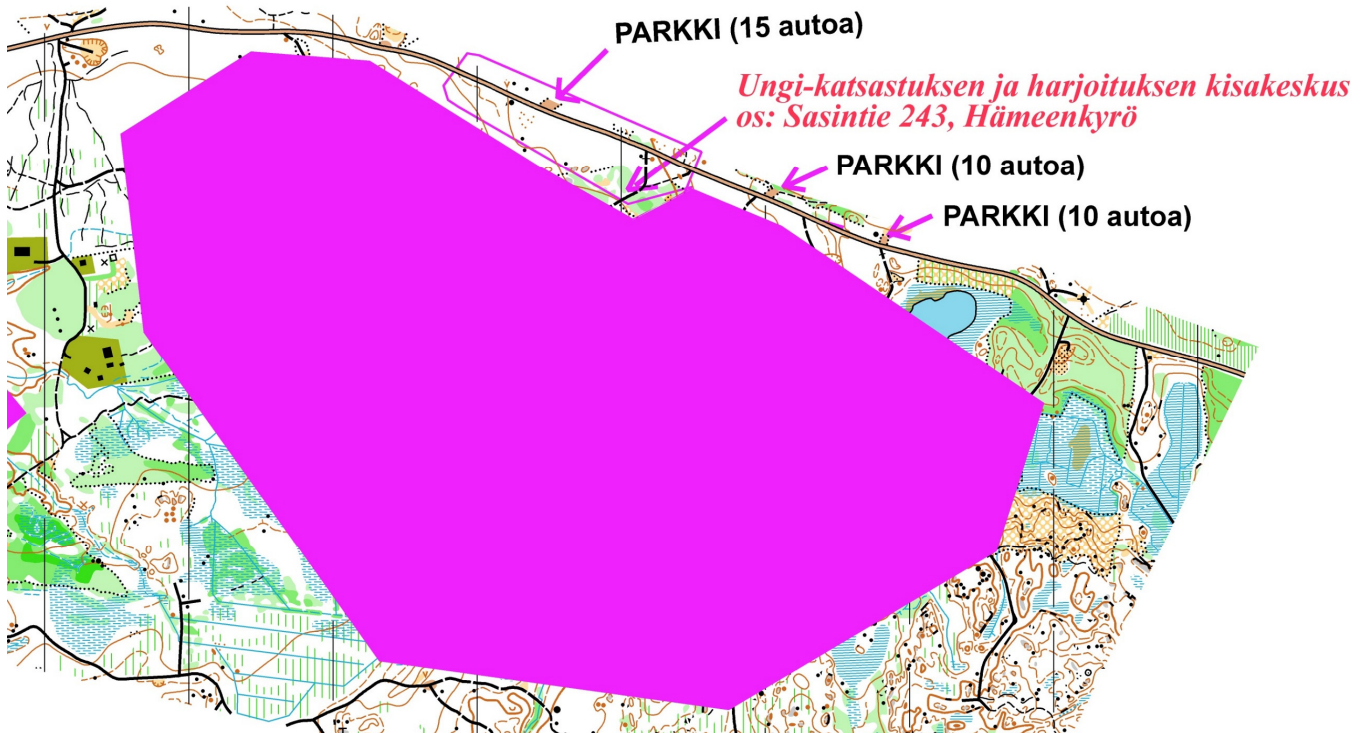 PARKKI (15 autoa)
Ungi-katsastuksen ja harjoituksen kisakeskus
os: Sasintie 243, Hämeenkyrö
PARKKI (10 autoa)
PARKKI (10 autoa)